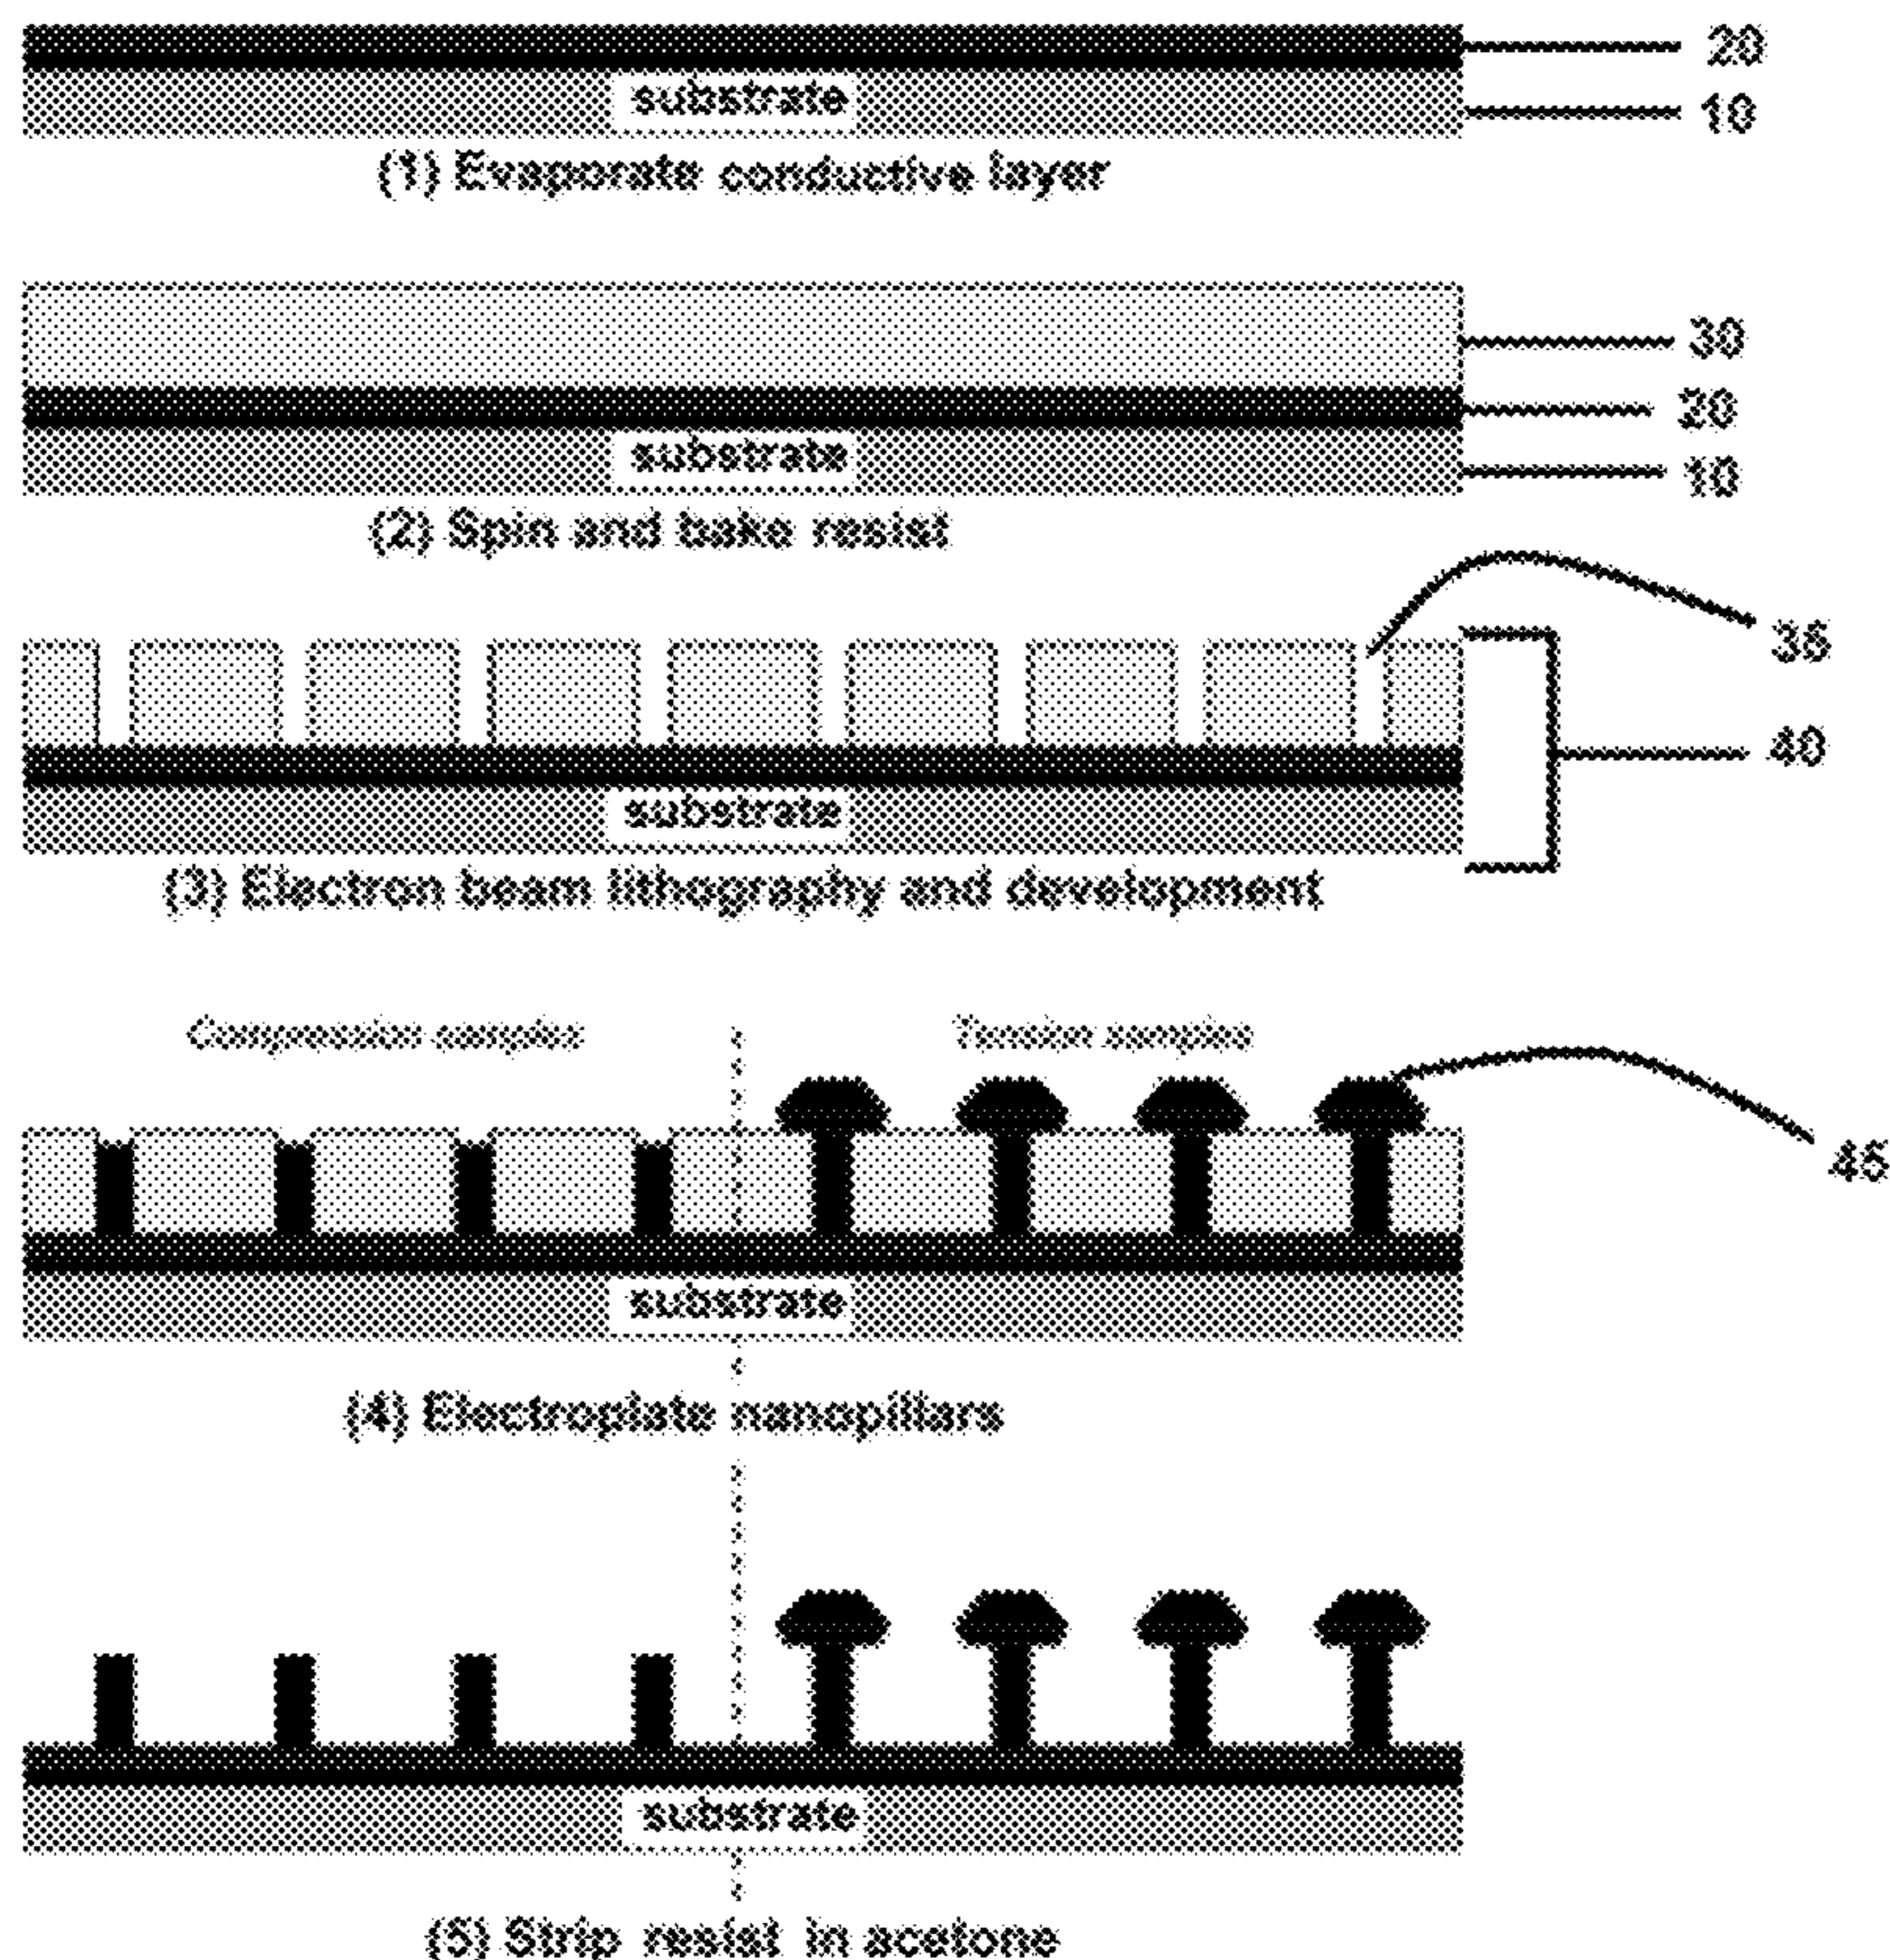 20
substrate
10
(1) Evaporate conductive layer
30
20
substrate
10
(2) Spin and bake resist
35
40
substrate
(3) Electron beam lithography and development
Compression samples
Tension samples
45
substrate
(4) Electroplate nanopillars
substrate
(5) Strip resist in acetone